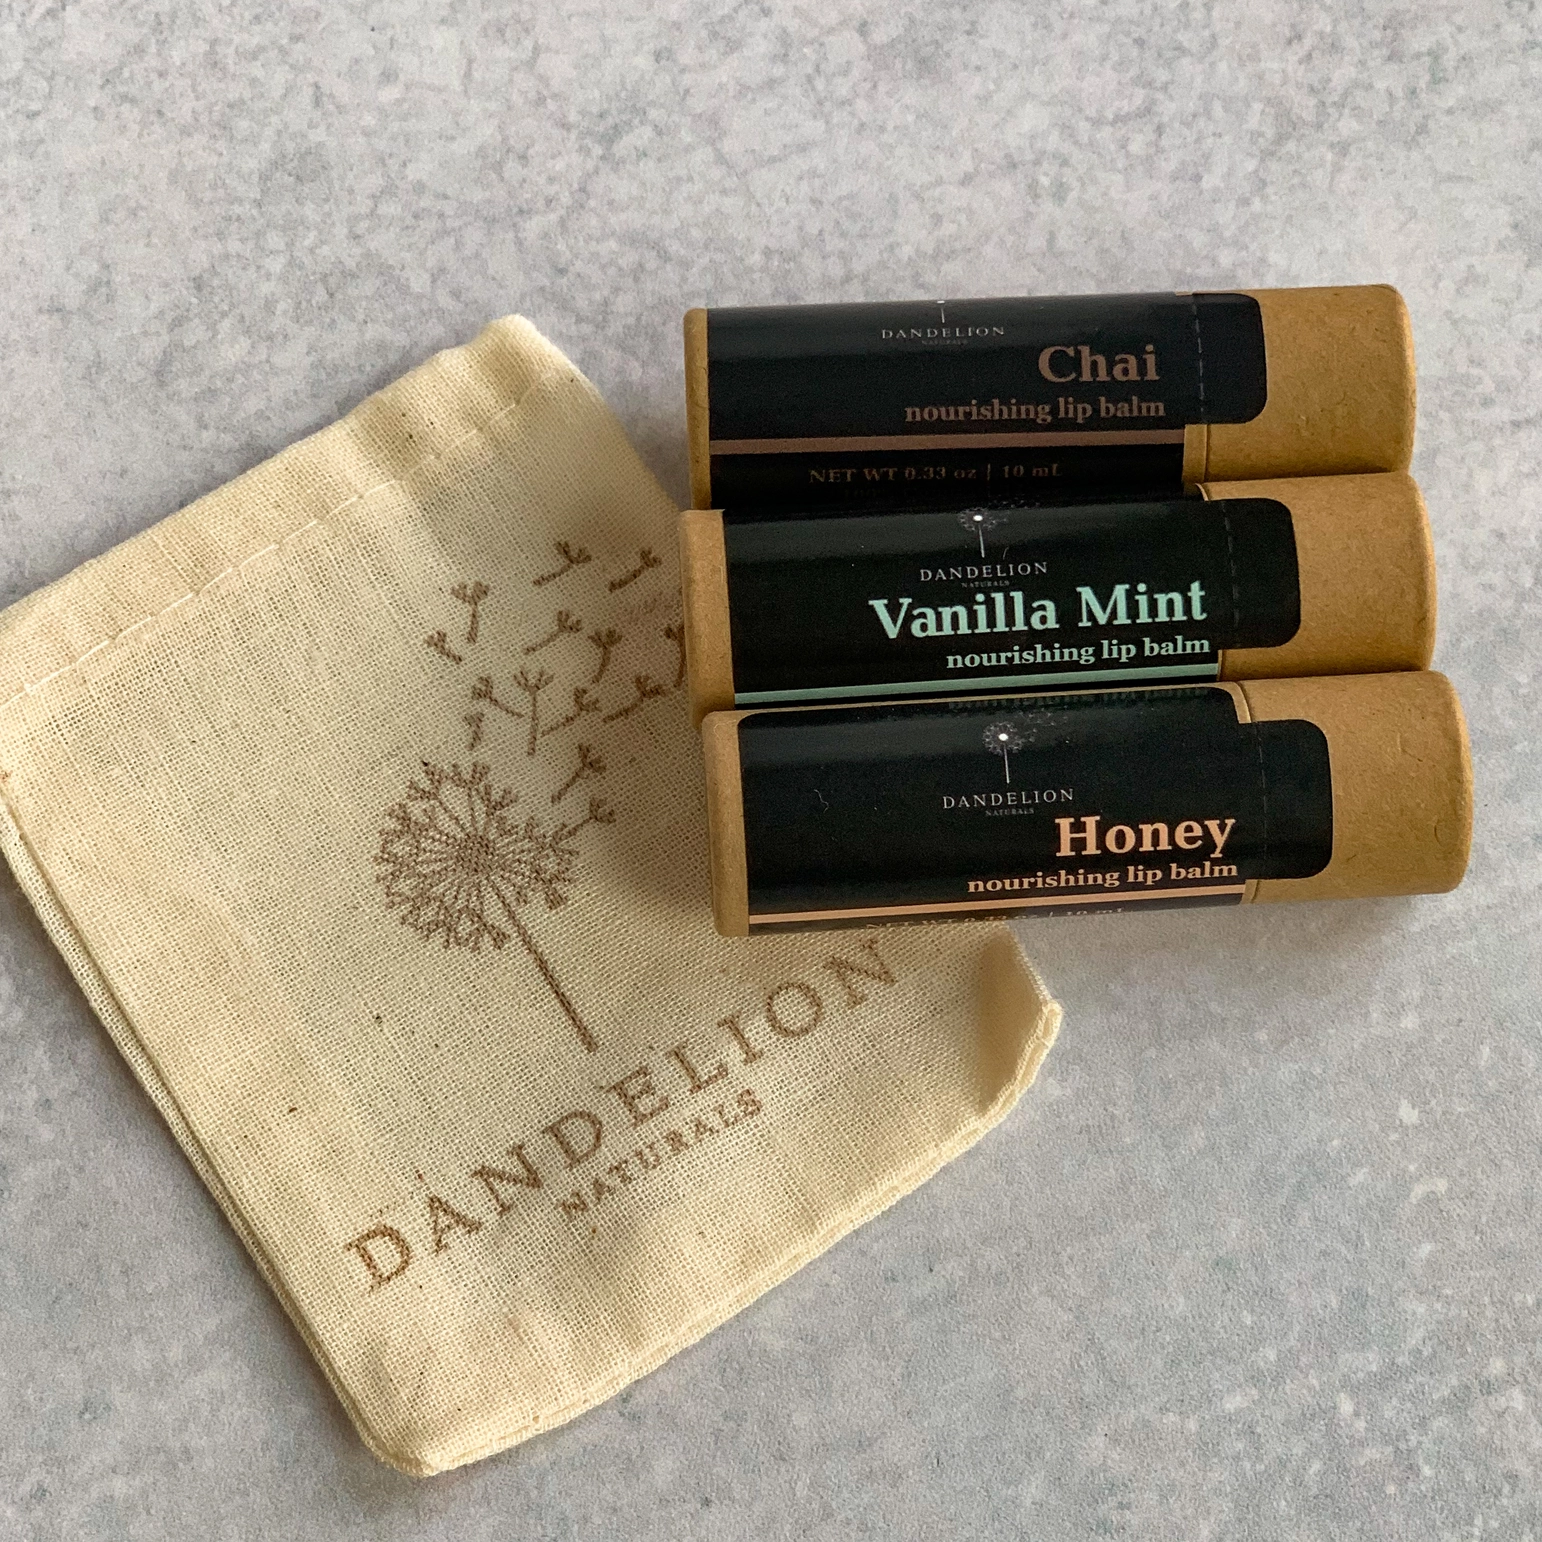 DANDELION
NATURALS
Chai
nourishing lip balm
NET WT 0.33 oz | 10 mL
DANDELION
NATURALS
Vanilla Mint
nourishing lip balm
DANDELION
NATURALS
Honey
nourishing lip balm
DANDELION
NATURALS